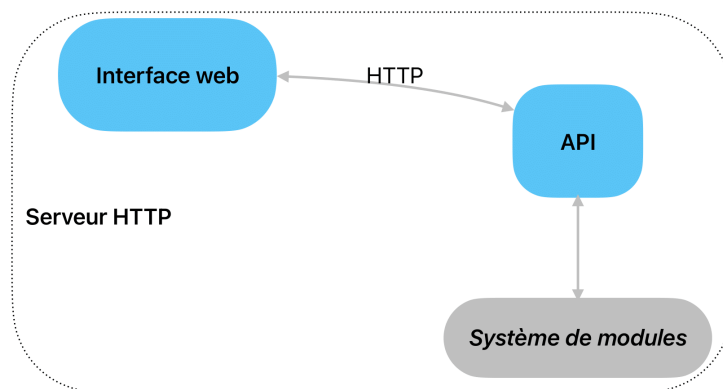 Interface web
HTTP
API
Serveur HTTP
Système de modules